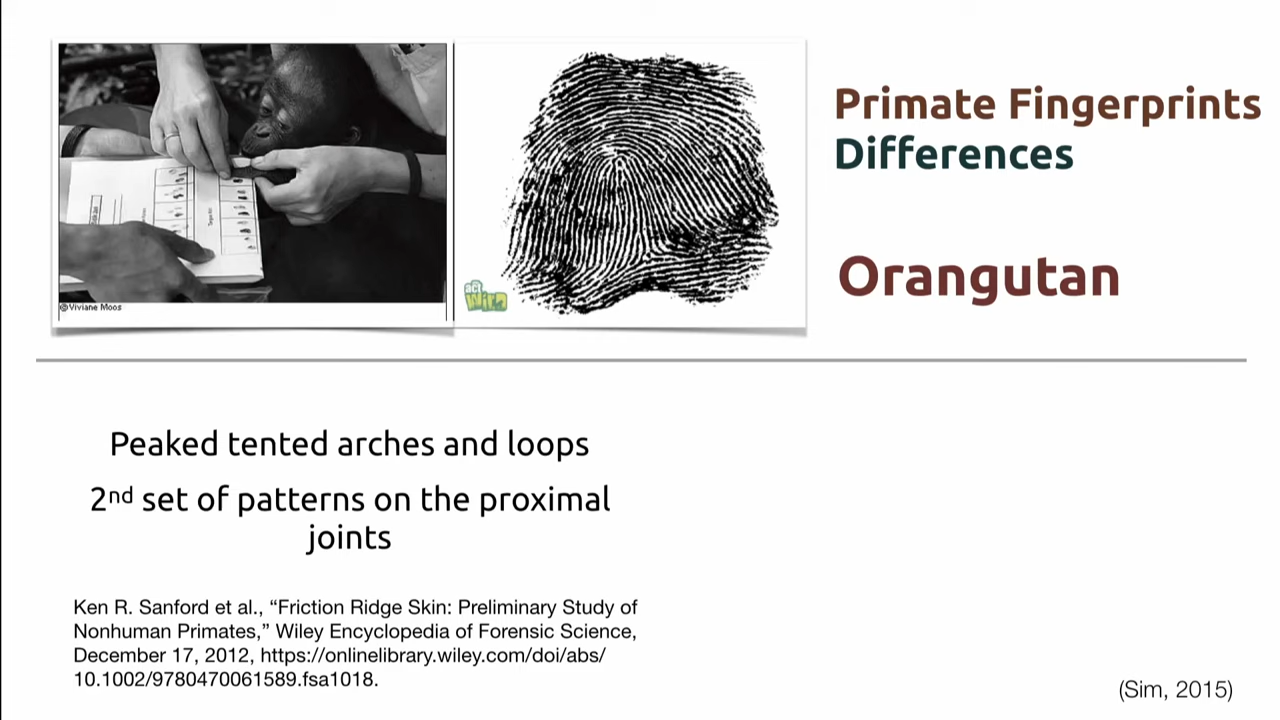 Primate Fingerprints
Differences
Orangutan
©Viviane Moos
act
Wild
Peaked tented arches and loops
2nd set of patterns on the proximal
joints
Ken R. Sanford et al., “Friction Ridge Skin: Preliminary Study of
Nonhuman Primates,” Wiley Encyclopedia of Forensic Science,
December 17, 2012, https://onlinelibrary.wiley.com/doi/abs/
10.1002/9780470061589.fsa1018.
(Sim, 2015)